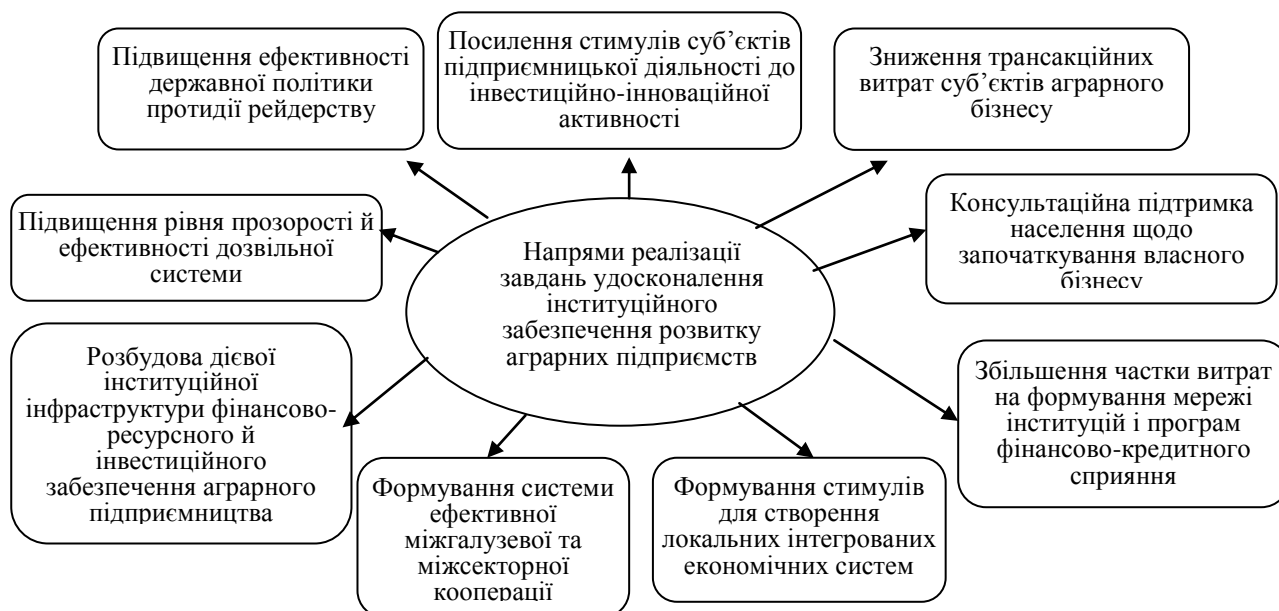 Підвищення ефективності
державної політики
протидії рейдерству
Посилення стимулів суб’єктів
підприємницької діяльності до
інвестиційно-інноваційної
активності
Зниження трансакційних
витрат суб’єктів аграрного
бізнесу
Підвищення рівня прозорості й
ефективності дозвільної
системи
Напрями реалізації
завдань удосконалення
інституційного
забезпечення розвитку
аграрних підприємств
Консультаційна підтримка
населення щодо
започаткування власного
бізнесу
Розбудова дієвої
інституційної
інфраструктури фінансово-
ресурсного й
інвестиційного
забезпечення аграрного
підприємництва
Збільшення частки витрат
на формування мережі
інституцій і програм
фінансово-кредитного
сприяння
Формування системи
ефективної
міжгалузевої та
міжсекторної
кооперації
Формування стимулів
для створення
локальних інтегрованих
економічних систем